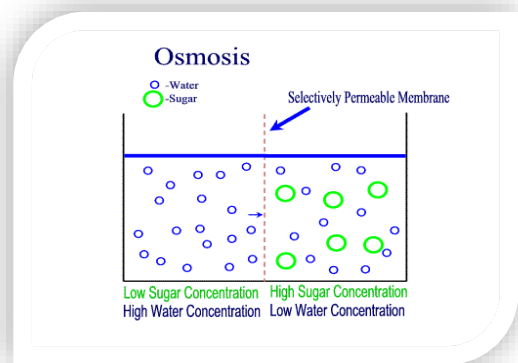 Osmosis
-Water
-Sugar
Selectively Permeable Membrane
Low Sugar Concentration
High Water Concentration
High Sugar Concentration
Low Water Concentration